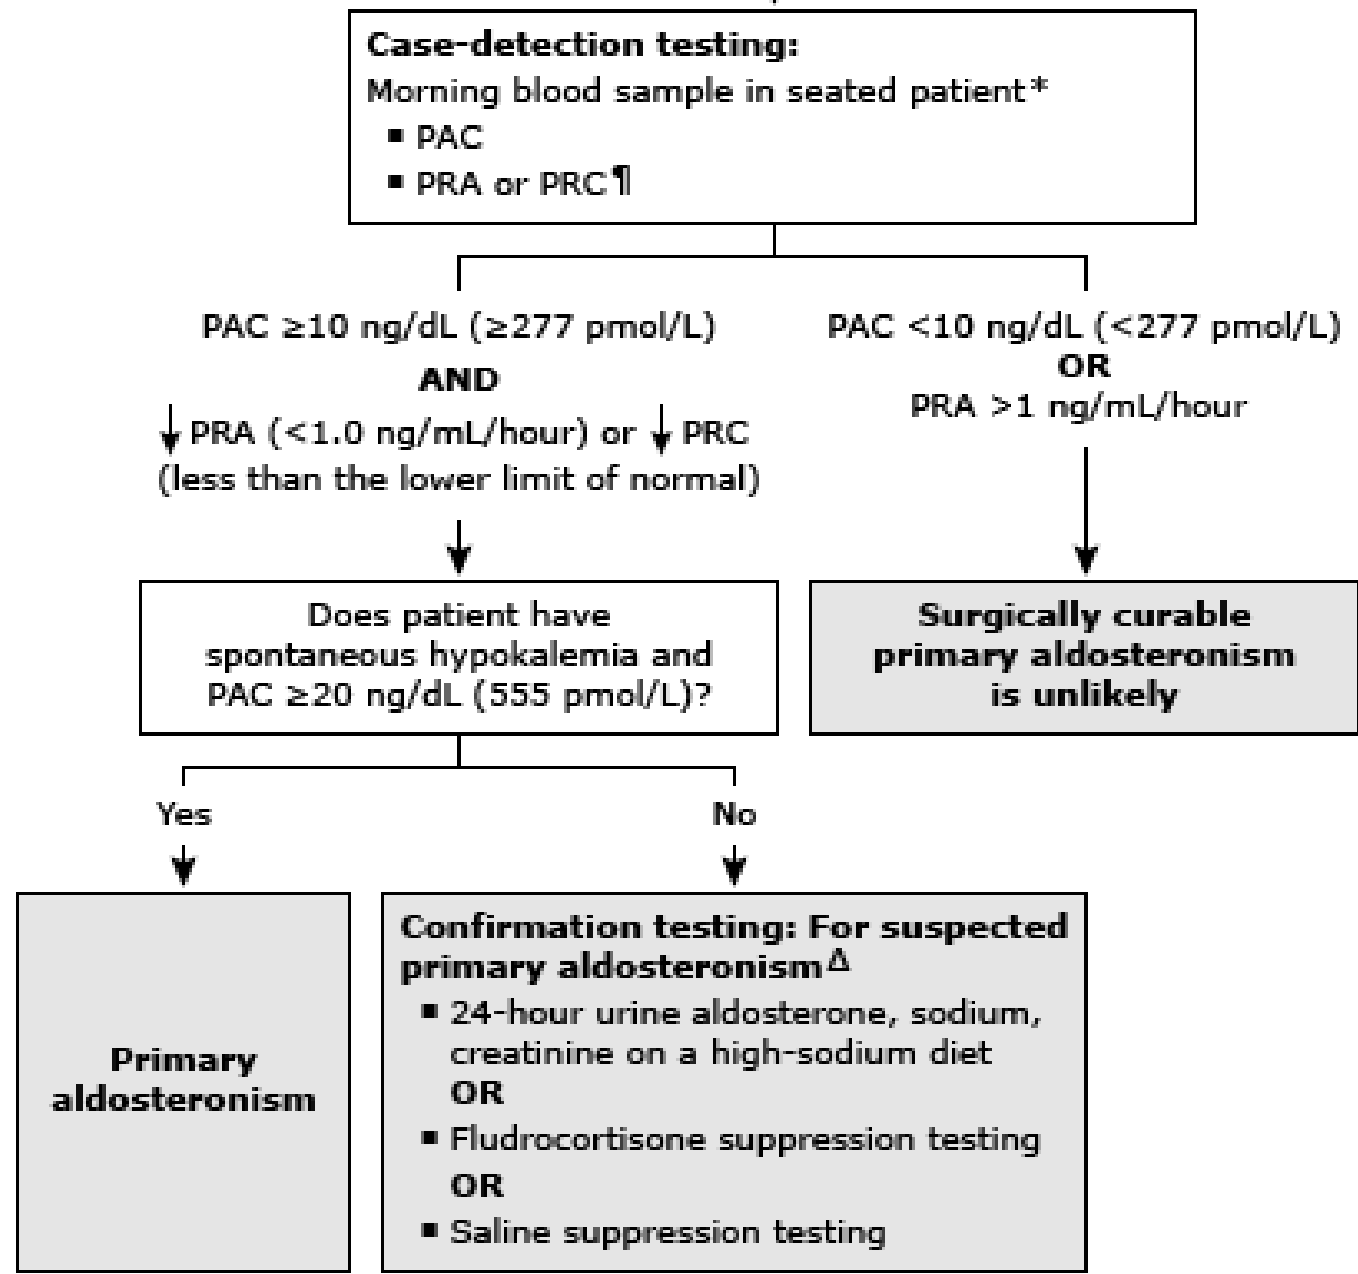 Case-detection testing:
Morning blood sample in seated patient*
▪ PAC
▪ PRA or PRC¶
PAC ≥10 ng/dL (≥277 pmol/L)
AND
↓ PRA (<1.0 ng/mL/hour) or ↓ PRC
(less than the lower limit of normal)
PAC <10 ng/dL (<277 pmol/L)
OR
PRA >1 ng/mL/hour
Does patient have
spontaneous hypokalemia and
PAC ≥20 ng/dL (555 pmol/L)?
Surgically curable
primary aldosteronism
is unlikely
Yes
No
Primary
aldosteronism
Confirmation testing: For suspected
primary aldosteronismΔ
▪ 24-hour urine aldosterone, sodium,
creatinine on a high-sodium diet
OR
▪ Fludrocortisone suppression testing
OR
▪ Saline suppression testing